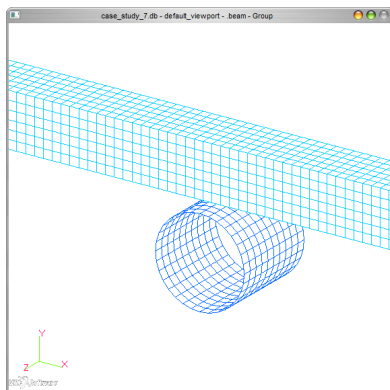 case_study_7.db - default_viewport - .beam - Group
Y
Z
X